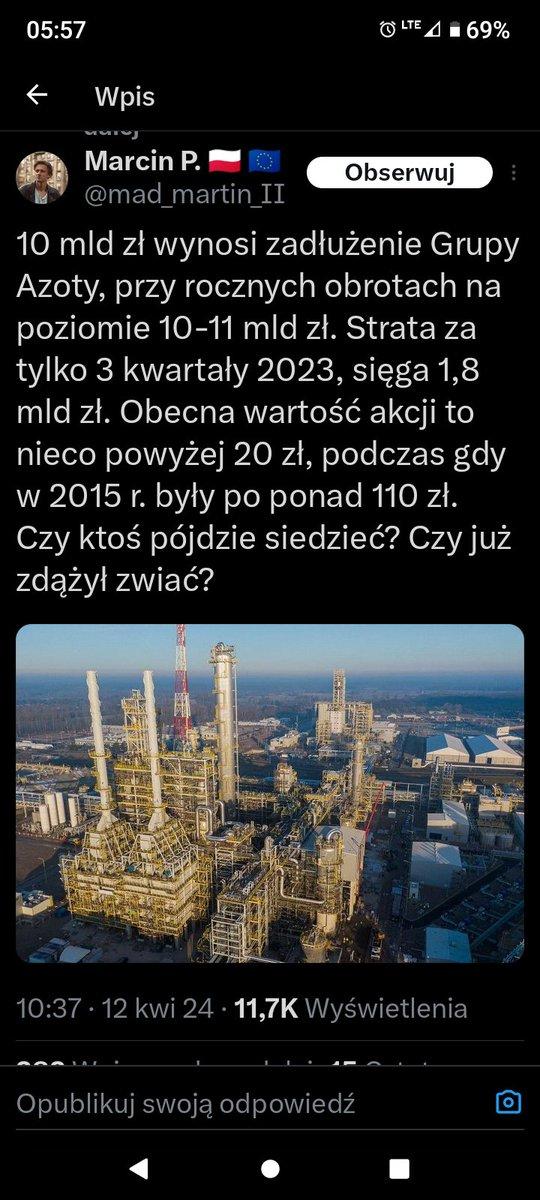 05:57
LTE
69%
Wpis
dalej
Marcin P. 🇵🇱 🇪🇺
Obserwuj
@mad_martin_II
10 mld zł wynosi zadłużenie Grupy
Azoty, przy rocznych obrotach na
poziomie 10-11 mld zł. Strata za
tylko 3 kwartały 2023, sięga 1,8
mld zł. Obecna wartość akcji to
nieco powyżej 20 zł, podczas gdy
w 2015 r. były po ponad 110 zł.
Czy ktoś pójdzie siedzieć? Czy już
zdążył zwiać?
10:37 · 12 kwi 24 · 11,7K Wyświetlenia
Opublikuj swoją odpowiedź